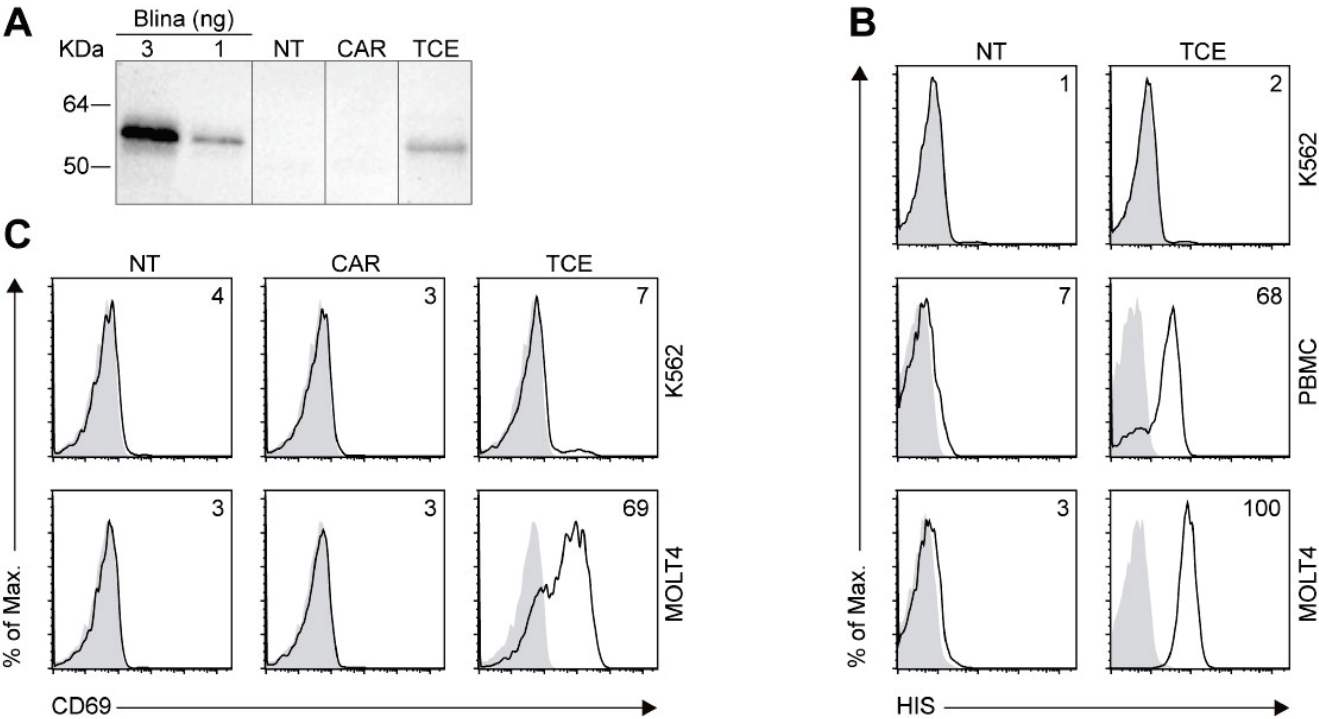 A
Blina (ng)
KDa 3 1 NT CAR TCE
64
50
B
NT TCE
1 2 K562
7 68 PBMC
3 100 MOLT4
% of Max.
HIS
C
NT CAR TCE
4 3 7 K562
3 3 69 MOLT4
% of Max.
CD69